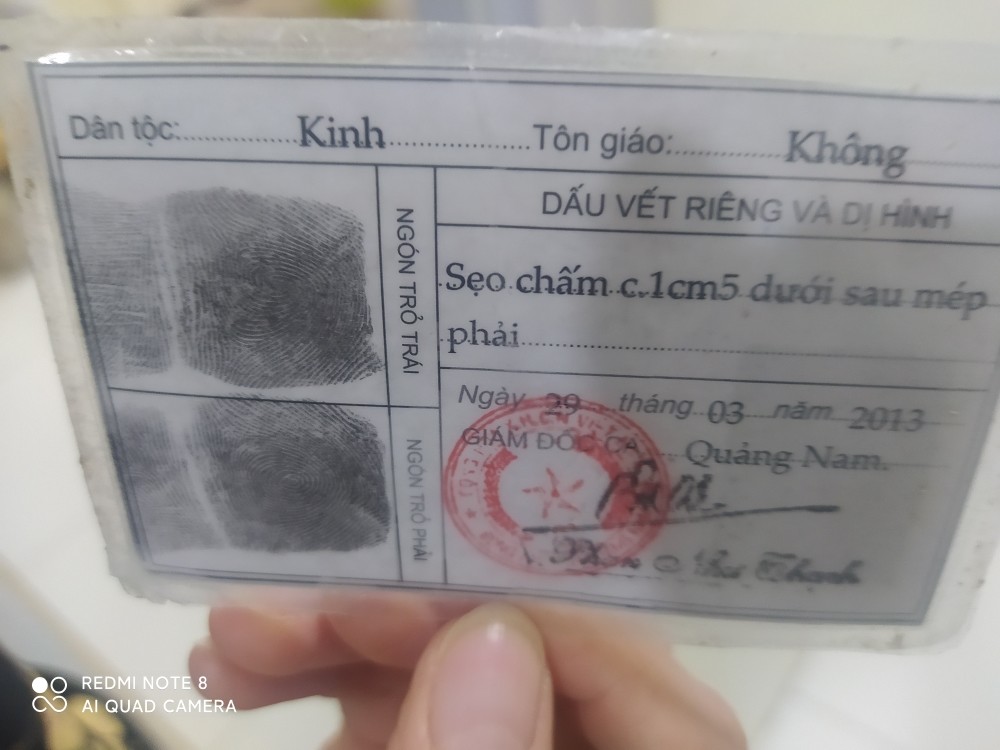 Dân tộc: Kinh Tôn giáo: Không
DẤU VẾT RIÊNG VÀ DỊ HÌNH
NGÓN TRỎ TRÁI
Sẹo chấm c.1cm5 dưới sau mép
phải
NGÓN TRỎ PHẢI
Ngày 29 tháng 03 năm 2013
GIÁM ĐỐC CA Quảng Nam.
Thanh
REDMI NOTE 8
AI QUAD CAMERA